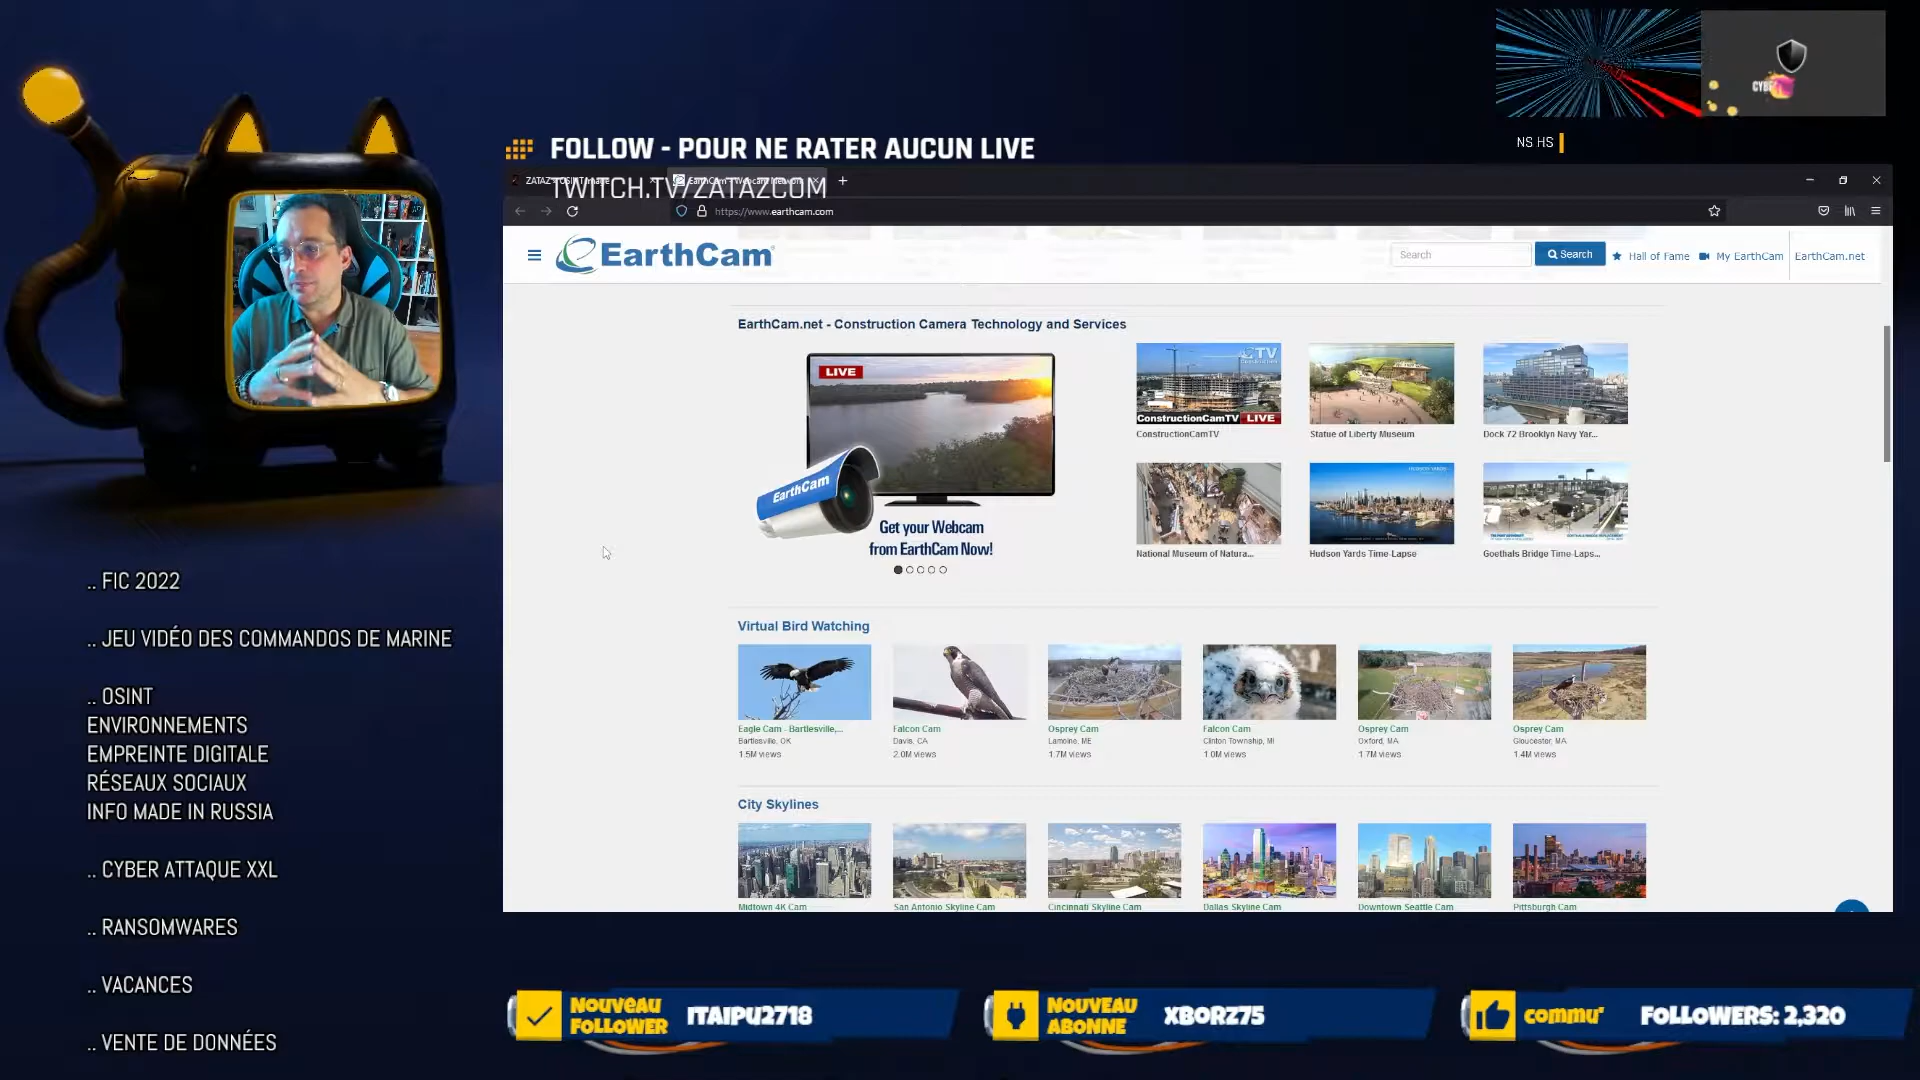 NS HS
FOLLOW - POUR NE RATER AUCUN LIVE
TWITCH.TV/ZATAZCOM
https://www.earthcam.com
EarthCam
Search
Search
Hall of Fame
My EarthCam
EarthCam.net
EarthCam.net - Construction Camera Technology and Services
LIVE
EarthCam
Get your Webcam
from EarthCam Now!
TV
ConstructionCamTV LIVE
ConstructionCamTV
Statue of Liberty Museum
Dock 72 Brooklyn Navy Yar...
National Museum of Natura...
Hudson Yards Time-Lapse
Goethals Bridge Time-Laps...
Virtual Bird Watching
Eagle Cam - Bartlesville,...
Bartlesville, OK
1.5M views
Falcon Cam
Davis, CA
2.0M views
Osprey Cam
Lamoine, ME
1.7M views
Falcon Cam
Clinton Township, MI
1.0M views
Osprey Cam
Oxford, MA
1.7M views
Osprey Cam
Gloucester, MA
1.4M views
City Skylines
Midtown 4K Cam
San Antonio Skyline Cam
Cincinnati Skyline Cam
Dallas Skyline Cam
Downtown Seattle Cam
Pittsburgh Cam
.. FIC 2022
.. JEU VIDÉO DES COMMANDOS DE MARINE
.. OSINT
ENVIRONNEMENTS
EMPREINTE DIGITALE
RÉSEAUX SOCIAUX
INFO MADE IN RUSSIA
.. CYBER ATTAQUE XXL
.. RANSOMWARES
.. VACANCES
.. VENTE DE DONNÉES
NOUVEAU
FOLLOWER
ITAIPU2718
NOUVEAU
ABONNE
XBORZ75
COMMU'
FOLLOWERS: 2,320